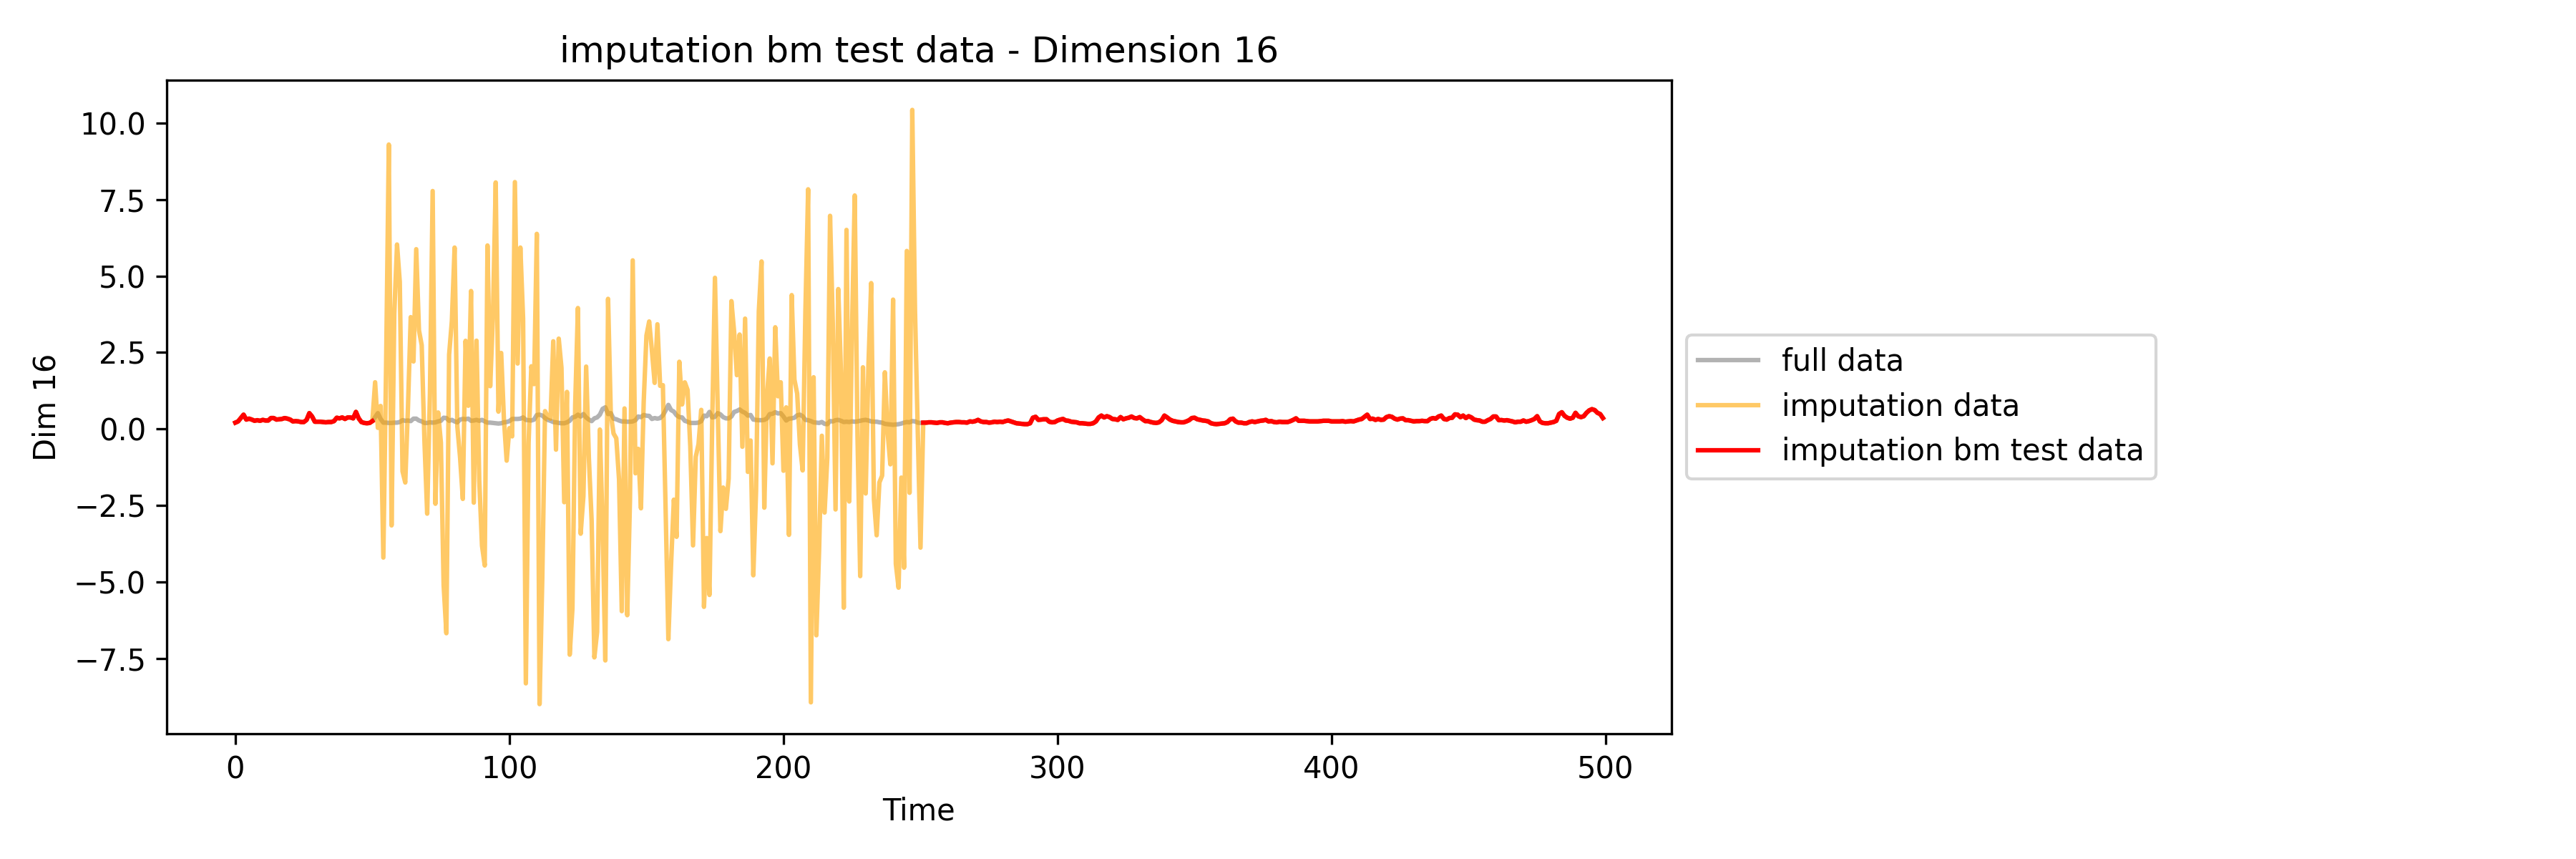 imputation bm test data - Dimension 16
10.0
7.5
5.0
2.5
0.0
−2.5
−5.0
−7.5
Dim 16
0 100 200 300 400 500
Time
full data
imputation data
imputation bm test data